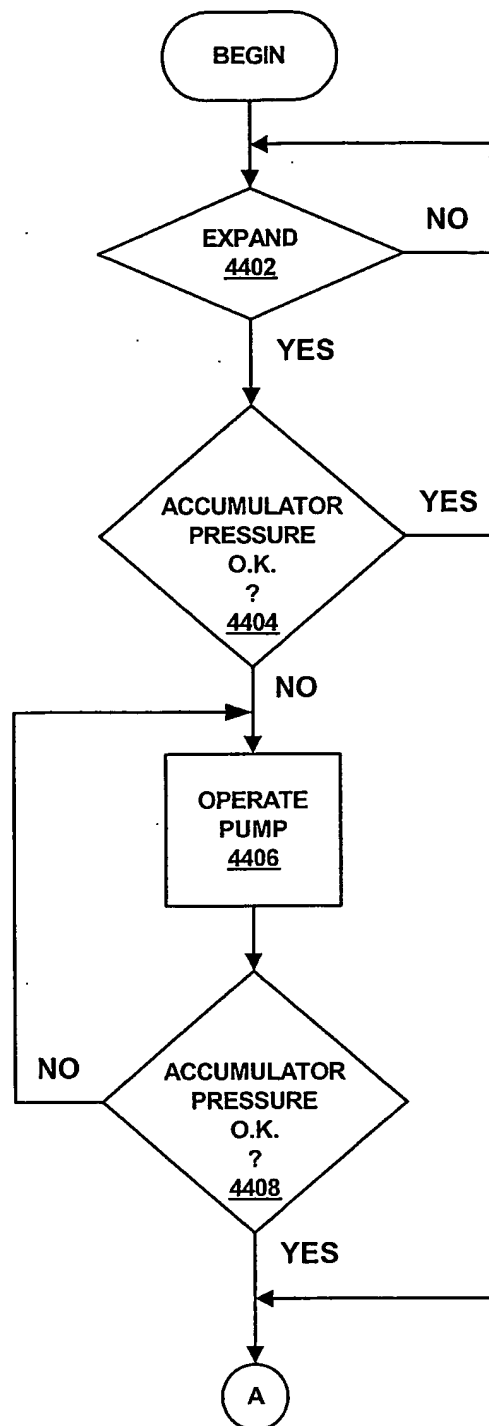 BEGIN
EXPAND
4402
NO
YES
ACCUMULATOR
PRESSURE
O.K.
?
4404
YES
NO
OPERATE
PUMP
4406
ACCUMULATOR
PRESSURE
O.K.
?
4408
NO
YES
A